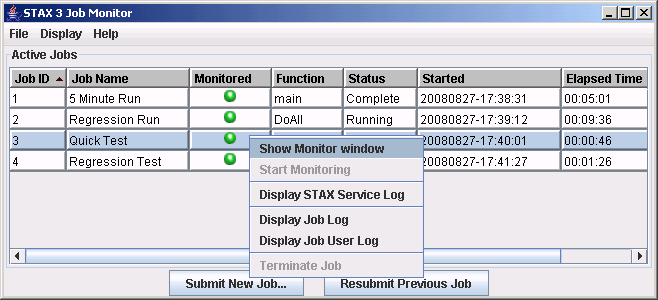 STAX 3 Job Monitor
File Display Help
Active Jobs
Job ID Job Name Monitored Function Status Started Elapsed Time
1 5 Minute Run main Complete 20080827-17:38:31 00:05:01
2 Regression Run DoAll Running 20080827-17:39:12 00:09:36
3 Quick Test 20080827-17:40:01 00:00:46
4 Regression Test 20080827-17:41:27 00:01:26
Show Monitor window
Start Monitoring
Display STAX Service Log
Display Job Log
Display Job User Log
Terminate Job
Submit New Job... Resubmit Previous Job